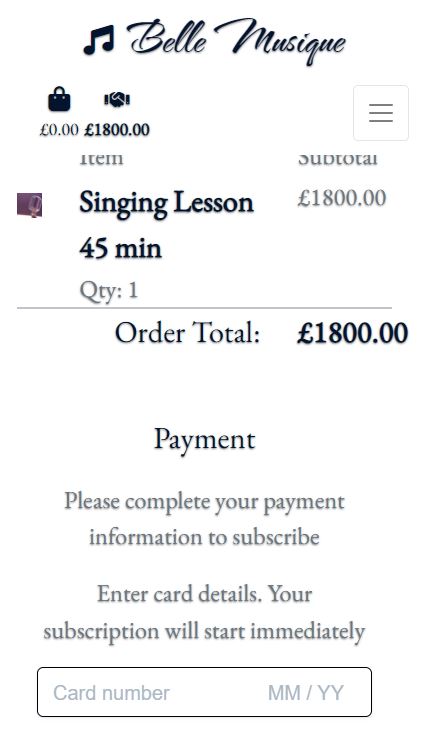 Belle Musique
£0.00 £1800.00
Item Subtotal
Singing Lesson £1800.00
45 min
Qty: 1
Order Total: £1800.00
Payment
Please complete your payment
information to subscribe
Enter card details. Your
subscription will start immediately
Card number MM / YY